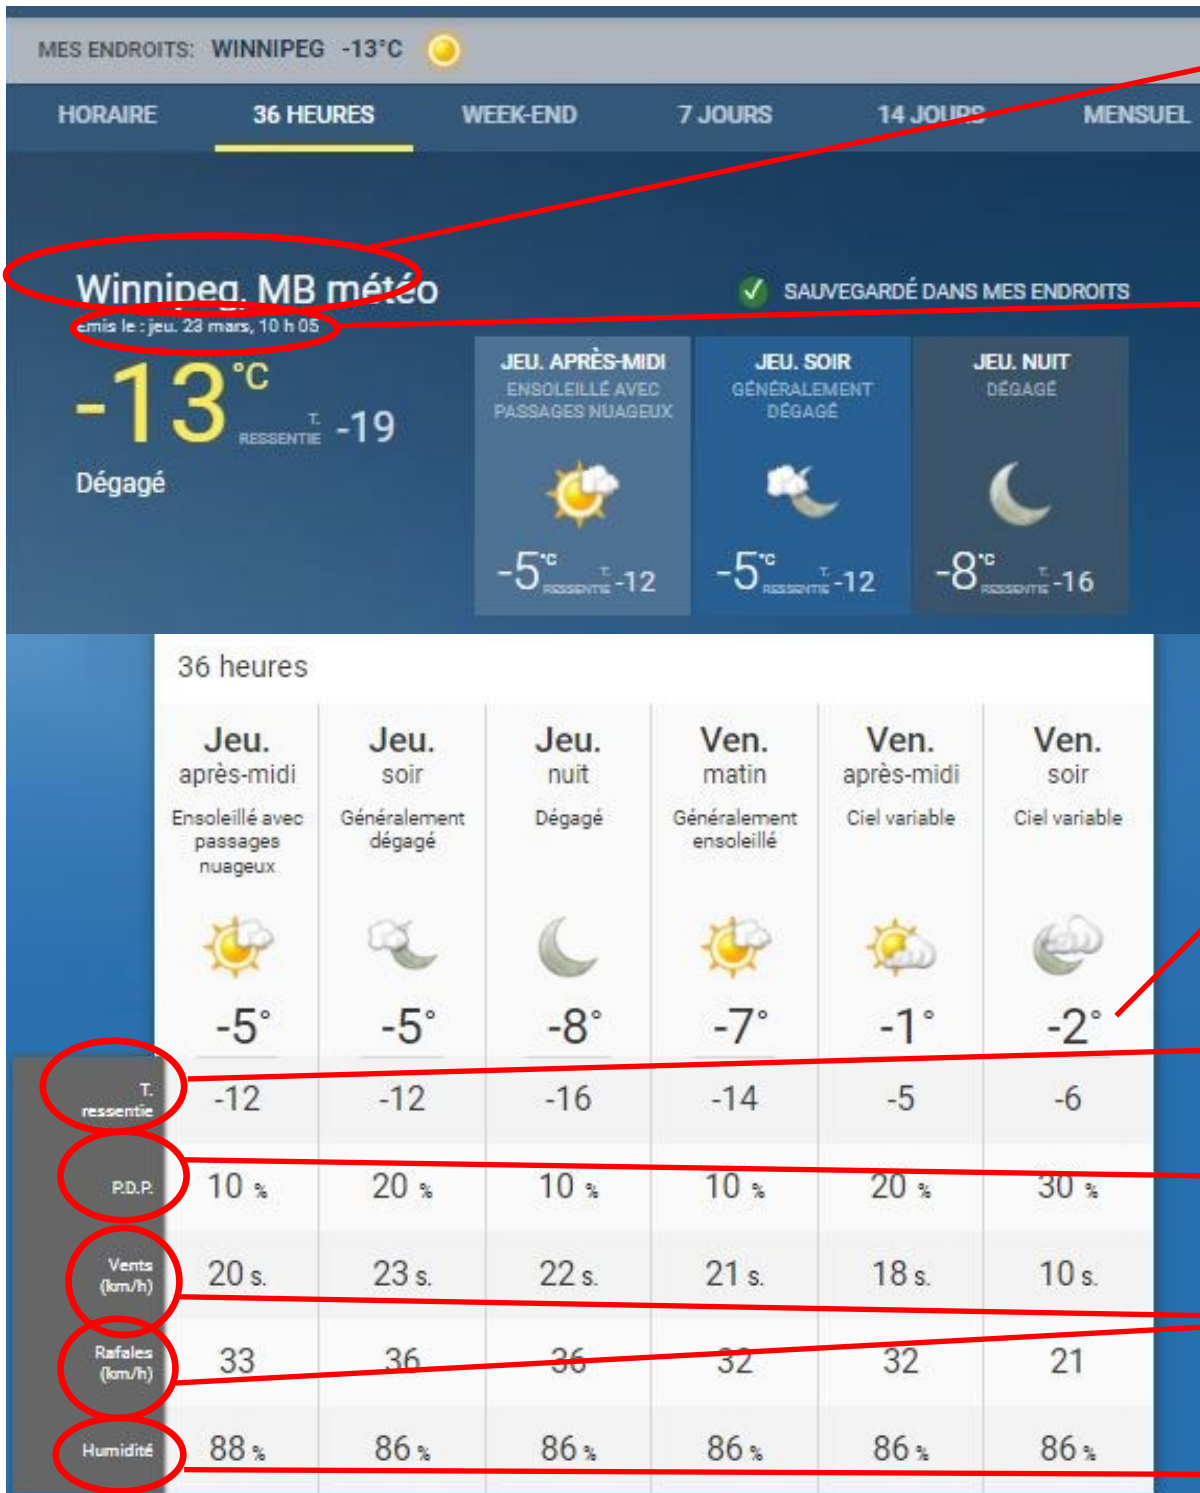 MES ENDROITS: WINNIPEG -13°C
HORAIRE 36 HEURES WEEK-END 7 JOURS 14 JOURS MENSUEL
Winnipeg, MB météo
SAUVEGARDÉ DANS MES ENDROITS
Émis le : jeu. 23 mars, 10 h 05
-13 °C T. RESSENTIE -19
Dégagé
JEU. APRÈS-MIDI
ENSOLEILLÉ AVEC
PASSAGES NUAGEUX
-5 °C T. RESSENTIE -12
JEU. SOIR
GÉNÉRALEMENT
DÉGAGÉ
-5 °C T. RESSENTIE -12
JEU. NUIT
DÉGAGÉ
-8 °C T. RESSENTIE -16
36 heures
Jeu. Jeu. Jeu. Ven. Ven. Ven.
après-midi soir nuit matin après-midi soir
Ensoleillé avec Généralement Dégagé Généralement Ciel variable Ciel variable
passages dégagé ensoleillé
nuageux
-5° -5° -8° -7° -1° -2°
T.
ressentie -12 -12 -16 -14 -5 -6
P.D.P. 10 % 20 % 10 % 10 % 20 % 30 %
Vents
(km/h) 20 s. 23 s. 22 s. 21 s. 18 s. 10 s.
Rafales
(km/h) 33 36 36 32 32 21
Humidité 88 % 86 % 86 % 86 % 86 % 86 %